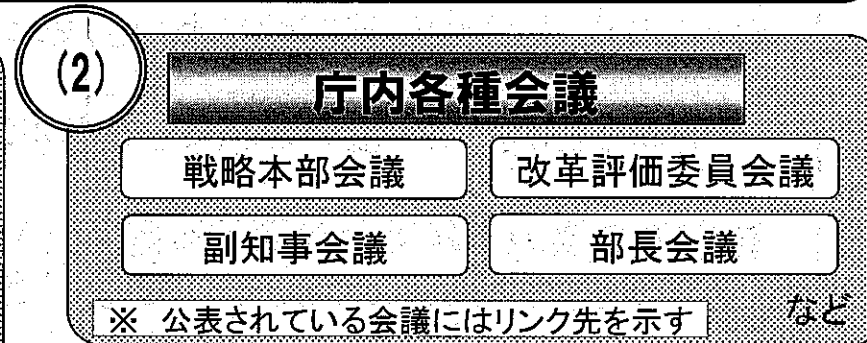 (2)
庁内各種会議
戦略本部会議 改革評価委員会議
副知事会議 部長会議
※ 公表されている会議にはリンク先を示す など